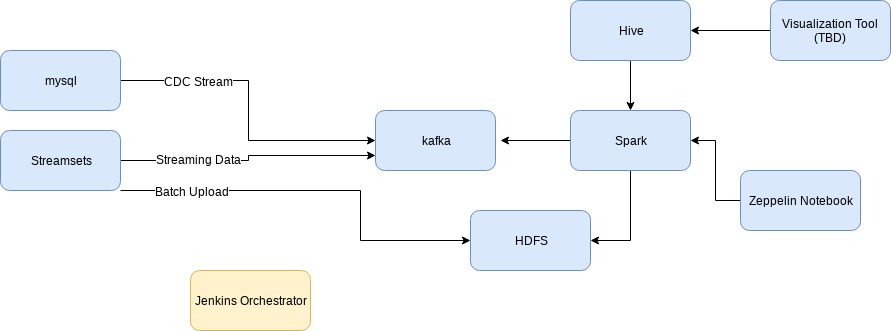 Hive
Visualization Tool
(TBD)
mysql
CDC Stream
kafka
Spark
Streamsets
Streaming Data
Batch Upload
Zeppelin Notebook
HDFS
Jenkins Orchestrator